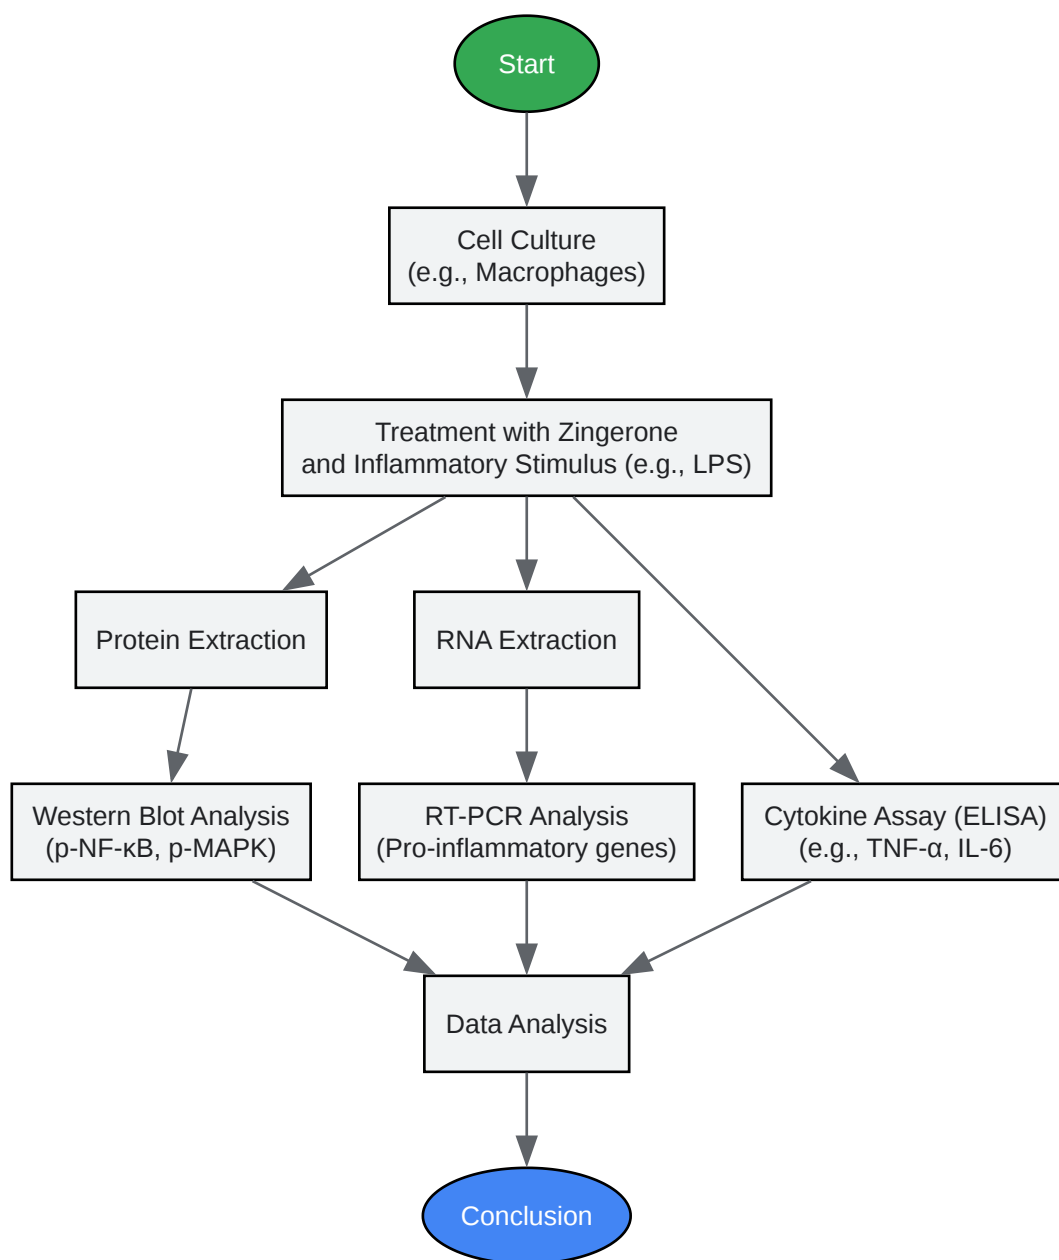 Start
Cell Culture
(e.g., Macrophages)
Treatment with Zingerone
and Inflammatory Stimulus (e.g., LPS)
Protein Extraction
RNA Extraction
Western Blot Analysis
(p-NF-κB, p-MAPK)
RT-PCR Analysis
(Pro-inflammatory genes)
Cytokine Assay (ELISA)
(e.g., TNF-α, IL-6)
Data Analysis
Conclusion